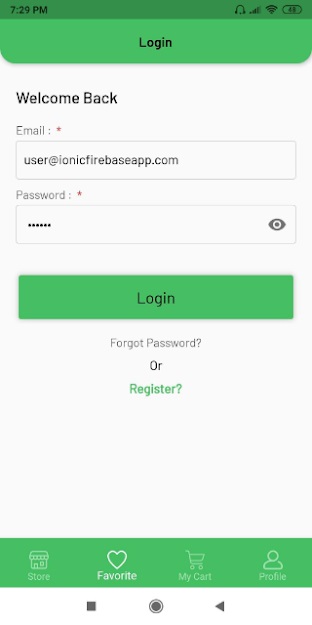 7:29 PM
48
Login
Welcome Back
Email : *
user@ionicfirebaseapp.com
Password : *
••••••
Login
Forgot Password?
Or
Register?
Store
Favorite
My Cart
Profile